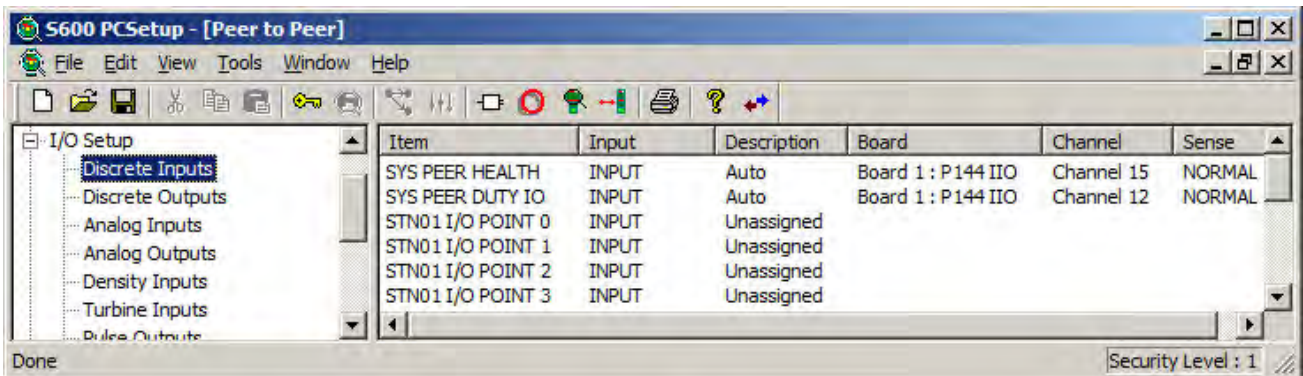 S600 PCSetup - [Peer to Peer]
File Edit View Tools Window Help
I/O Setup
Discrete Inputs
Discrete Outputs
Analog Inputs
Analog Outputs
Density Inputs
Turbine Inputs
Pulse Outputs
Item Input Description Board Channel Sense
SYS PEER HEALTH INPUT Auto Board 1 : P144 IIO Channel 15 NORMAL
SYS PEER DUTY IO INPUT Auto Board 1 : P144 IIO Channel 12 NORMAL
STN01 I/O POINT 0 INPUT Unassigned
STN01 I/O POINT 1 INPUT Unassigned
STN01 I/O POINT 2 INPUT Unassigned
STN01 I/O POINT 3 INPUT Unassigned
Done Security Level : 1